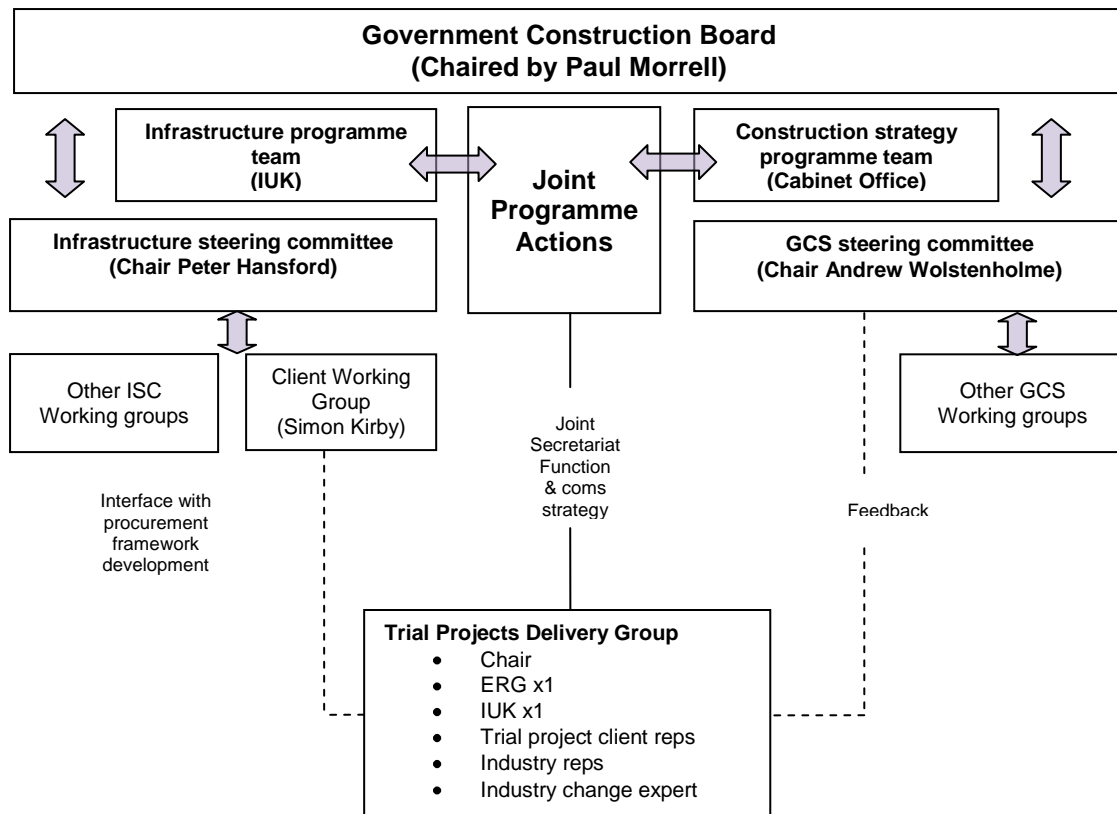 Government Construction Board
(Chaired by Paul Morrell)
Infrastructure programme
team
(IUK)
Joint
Programme
Actions
Construction strategy
programme team
(Cabinet Office)
Infrastructure steering committee
(Chair Peter Hansford)
GCS steering committee
(Chair Andrew Wolstenholme)
Other ISC
Working groups
Client Working
Group
(Simon Kirby)
Other GCS
Working groups
Joint
Secretariat
Function
& coms
strategy
Interface with
procurement
framework
development
Feedback
Trial Projects Delivery Group
• Chair
• ERG x1
• IUK x1
• Trial project client reps
• Industry reps
• Industry change expert